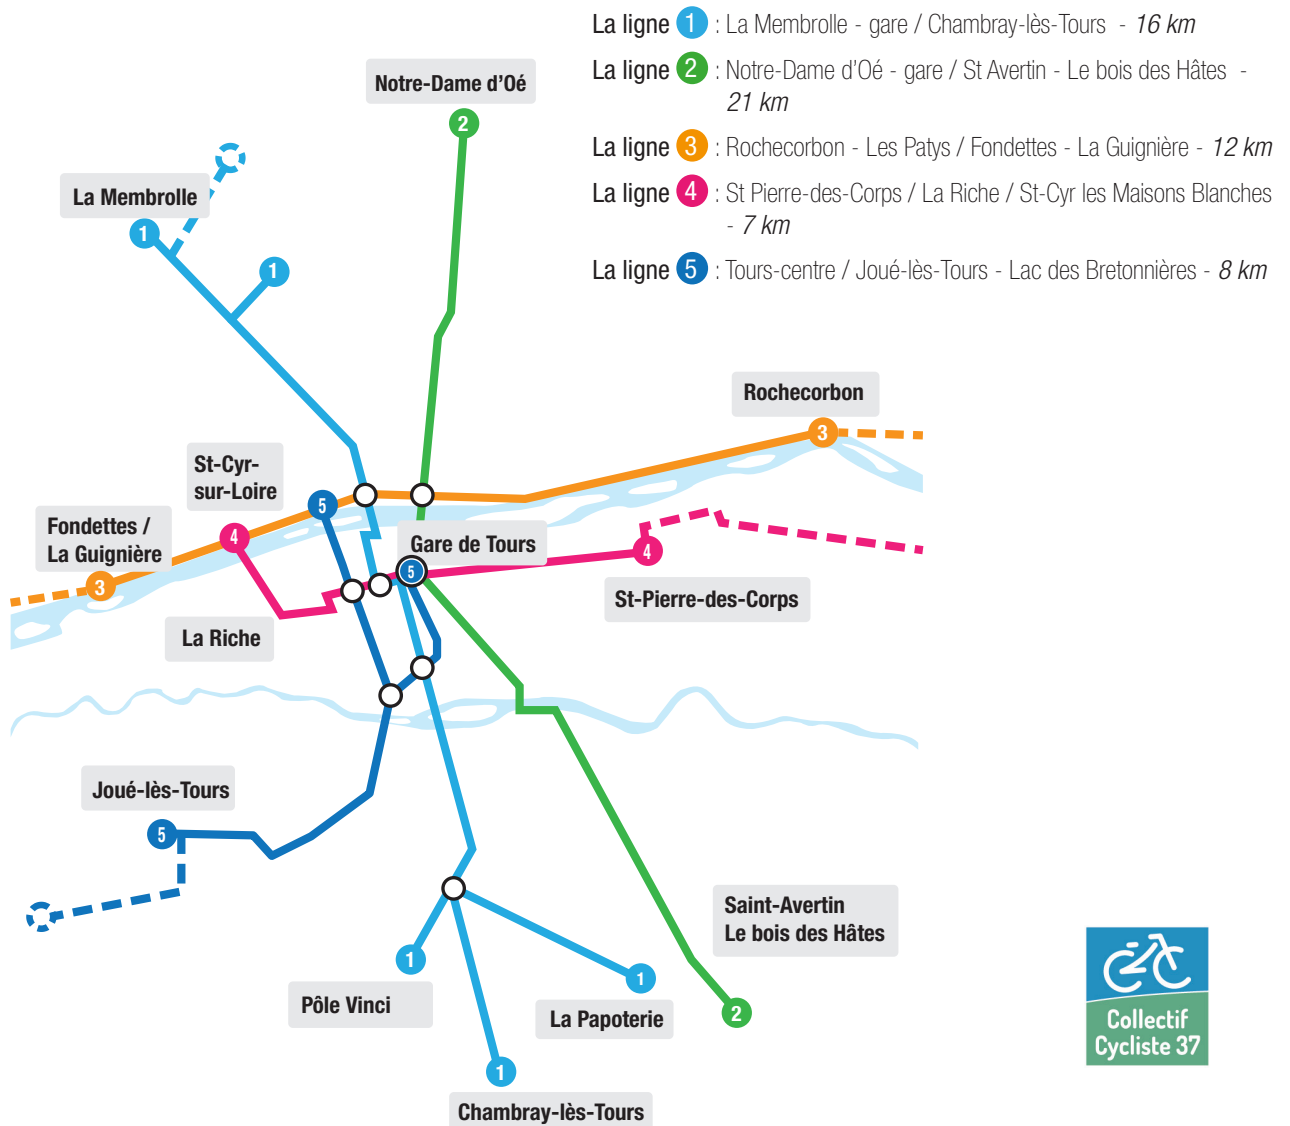 La ligne 1 : La Membrolle - gare / Chambray-lès-Tours - 16 km
La ligne 2 : Notre-Dame d'Oé - gare / St Avertin - Le bois des Hâtes -
21 km
La ligne 3 : Rochecorbon - Les Patys / Fondettes - La Guignière - 12 km
La ligne 4 : St Pierre-des-Corps / La Riche / St-Cyr les Maisons Blanches
- 7 km
La ligne 5 : Tours-centre / Joué-lès-Tours - Lac des Bretonnières - 8 km
Notre-Dame d'Oé
2
La Membrolle
1
1
Rochecorbon
3
St-Cyr-
sur-Loire
5
4
Fondettes /
La Guignière
3
Gare de Tours
5
4
St-Pierre-des-Corps
La Riche
Joué-lès-Tours
5
Saint-Avertin
Le bois des Hâtes
2
1
Pôle Vinci
1
La Papoterie
1
Chambray-lès-Tours
Collectif
Cycliste 37